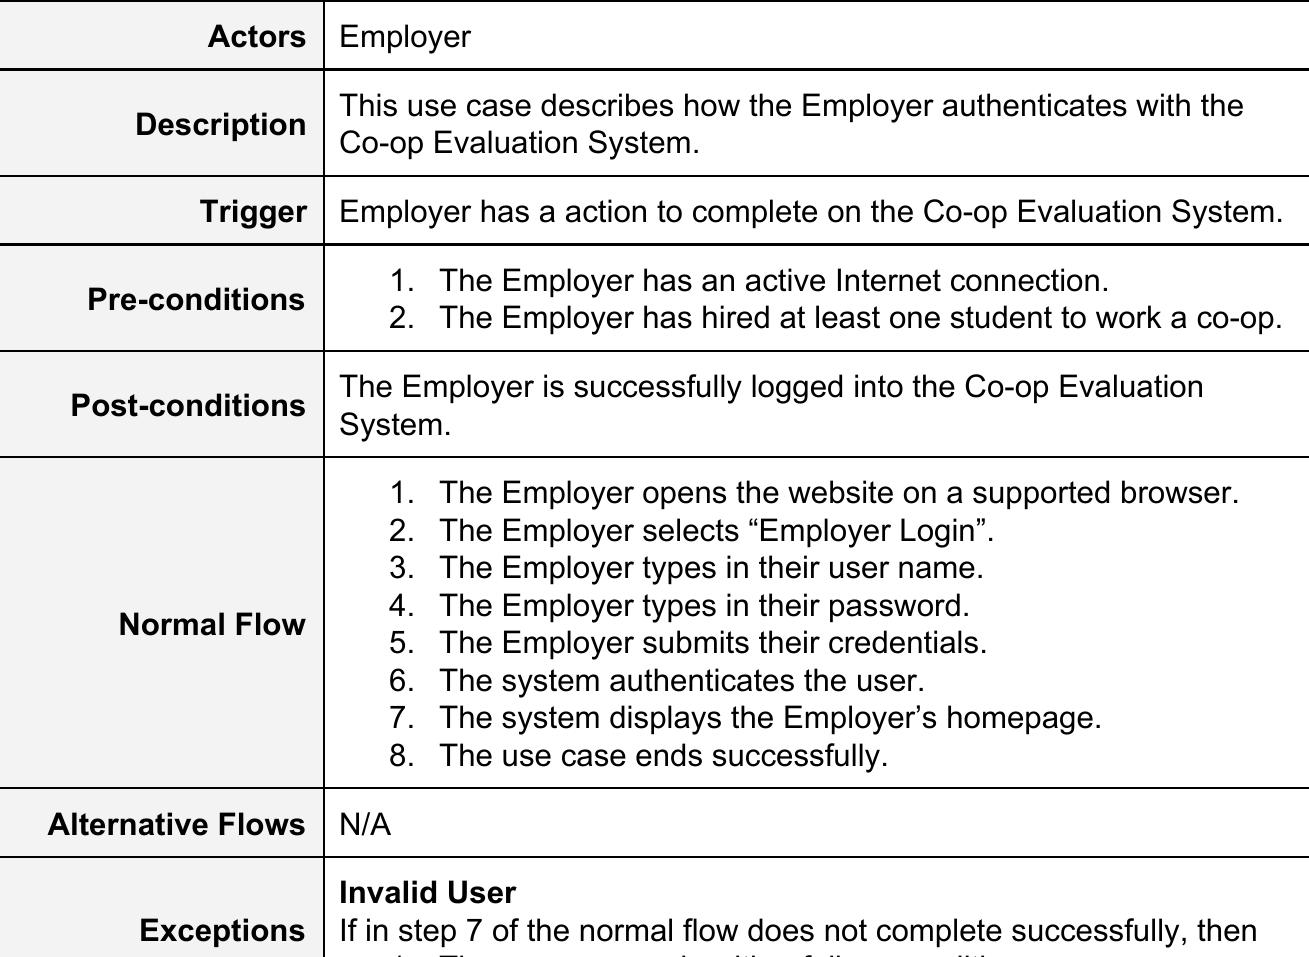 Actors
Employer
Description
This use case describes how the Employer authenticates with the
Co-op Evaluation System.
Trigger
Employer has a action to complete on the Co-op Evaluation System.
Pre-conditions
1. The Employer has an active Internet connection.
2. The Employer has hired at least one student to work a co-op.
Post-conditions
The Employer is successfully logged into the Co-op Evaluation
System.
Normal Flow
1. The Employer opens the website on a supported browser.
2. The Employer selects “Employer Login”.
3. The Employer types in their user name.
4. The Employer types in their password.
5. The Employer submits their credentials.
6. The system authenticates the user.
7. The system displays the Employer’s homepage.
8. The use case ends successfully.
Alternative Flows
N/A
Exceptions
Invalid User
If in step 7 of the normal flow does not complete successfully, then